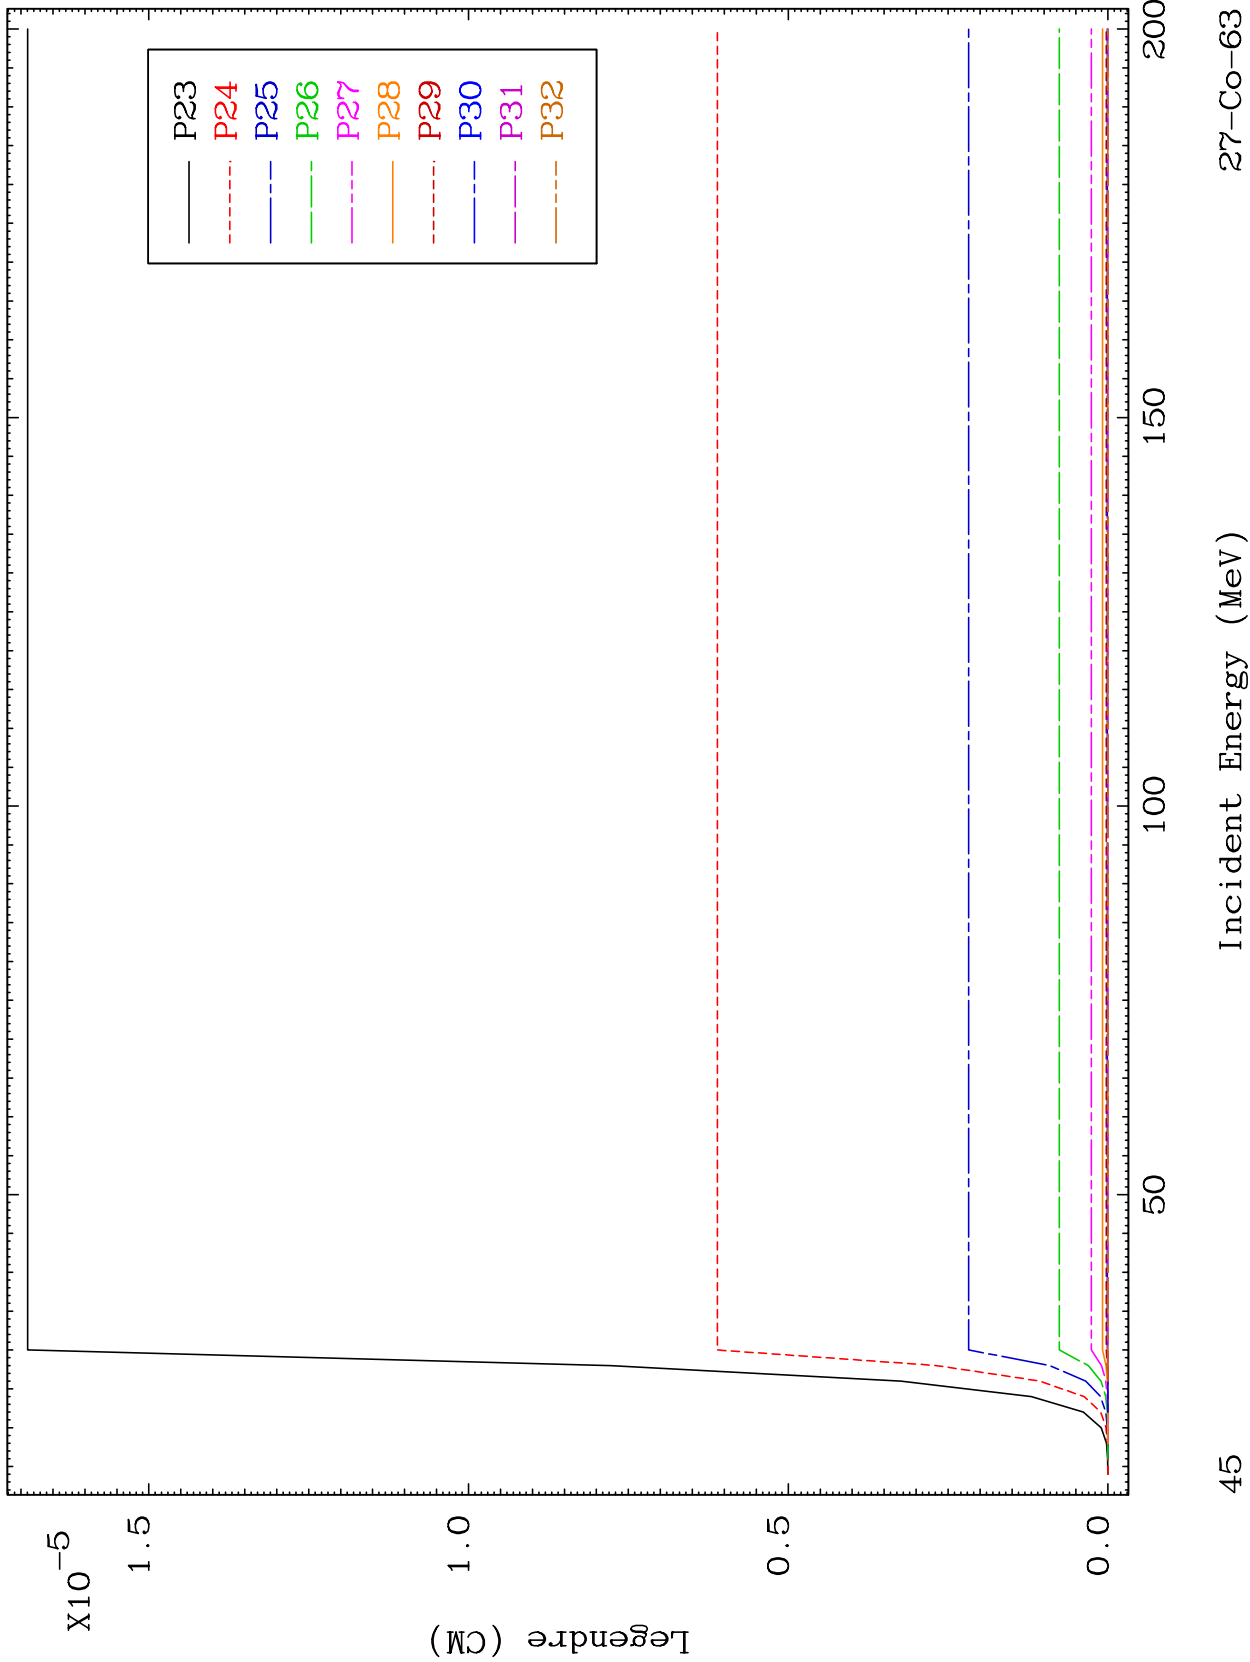 X10-5
1.5
1.0
0.5
0.0
Legendre (CM)
P23
P24
P25
P26
P27
P28
P29
P30
P31
P32
50
100
150
200
Incident Energy (MeV)
45
27-Co-63